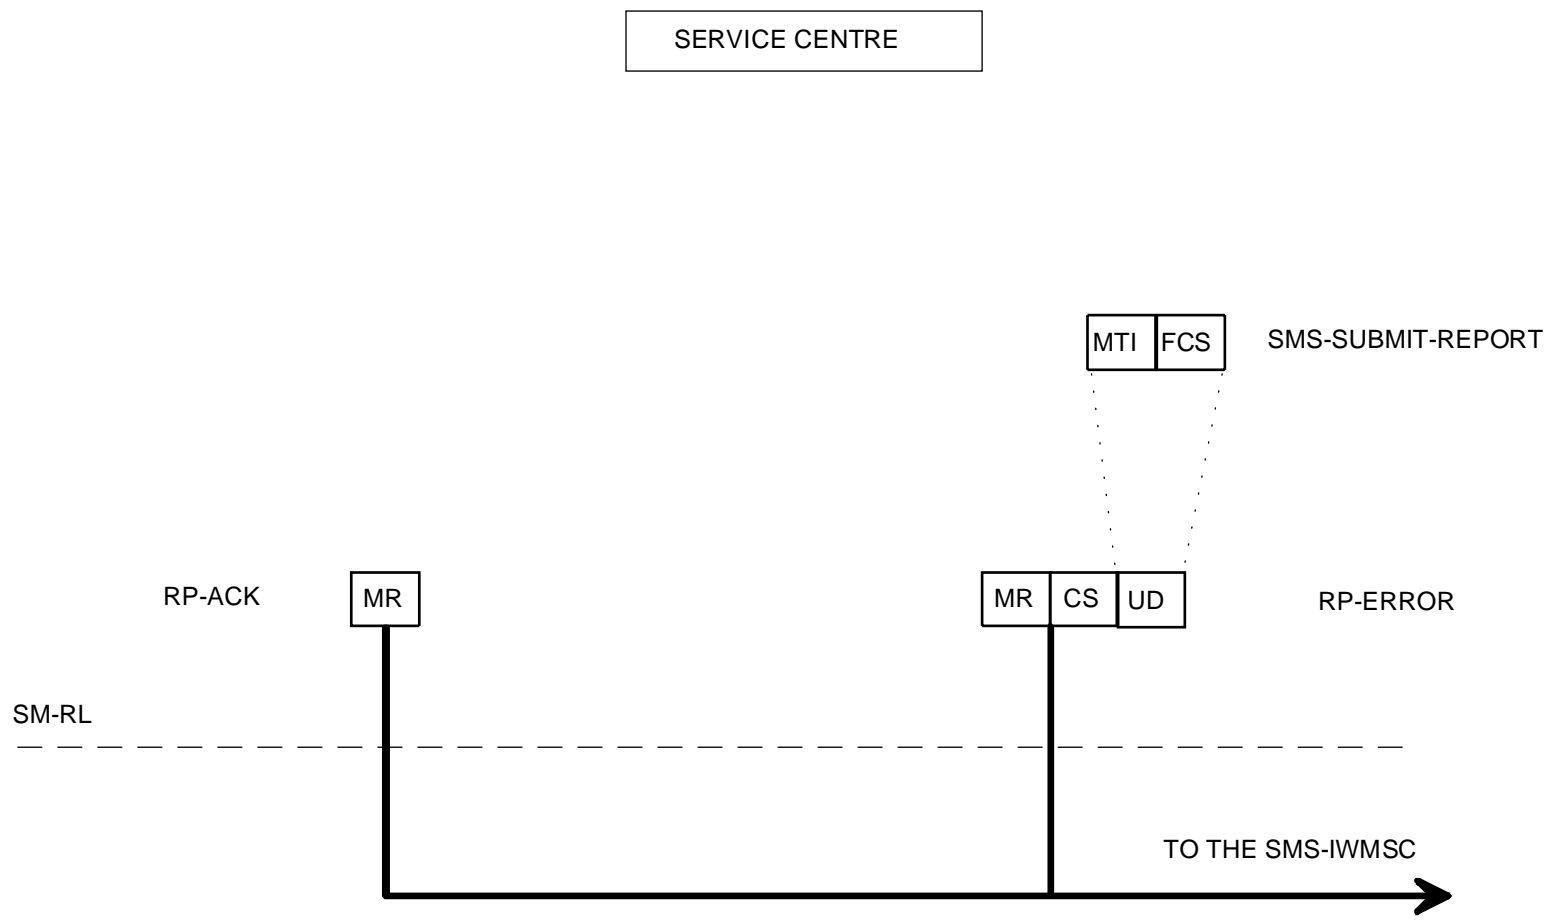 SERVICE CENTRE
MTI FCS SMS-SUBMIT-REPORT
RP-ACK MR MR CS UD RP-ERROR
SM-RL
TO THE SMS-IWMSC